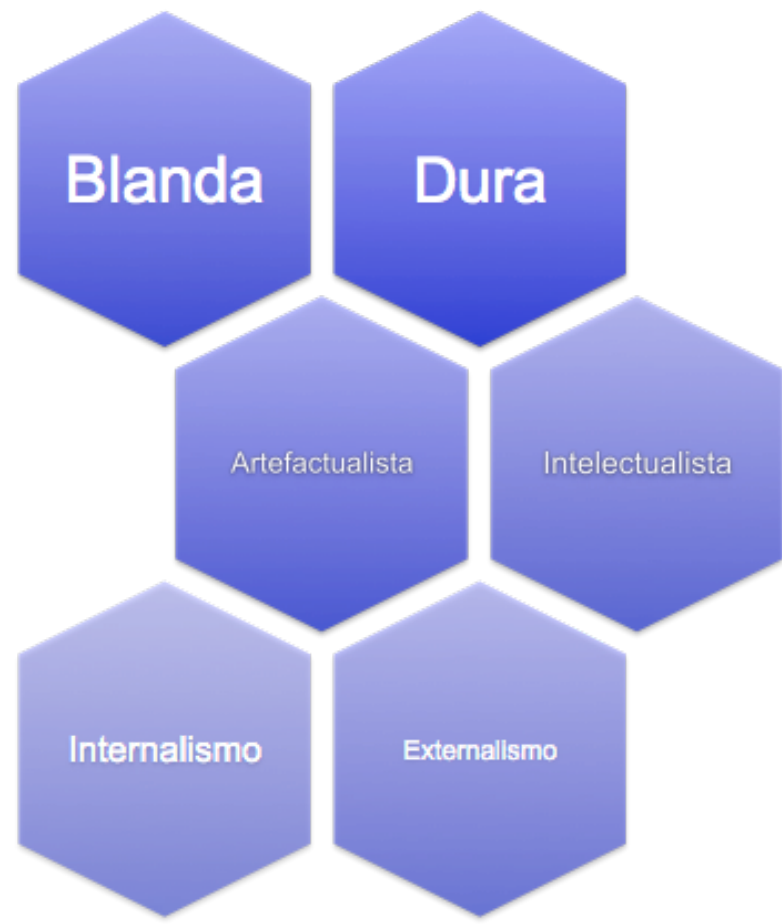 Blanda
Dura
Artefactualista
Intelectualista
Internalismo
Externalismo